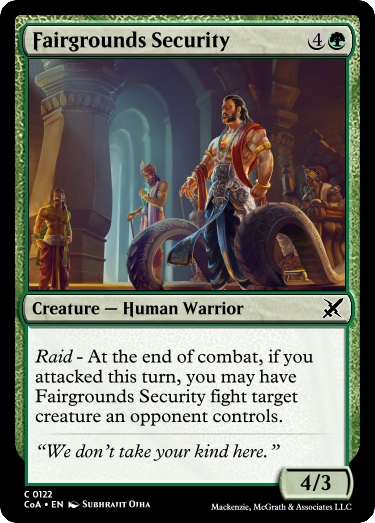 Fairgrounds Security 4
Creature — Human Warrior
Raid - At the end of combat, if you
attacked this turn, you may have
Fairgrounds Security fight target
creature an opponent controls.
“We don’t take your kind here.”
4/3
C 0122
CoA • EN Subhrajit Ojha
Mackenzie, McGrath & Associates LLC